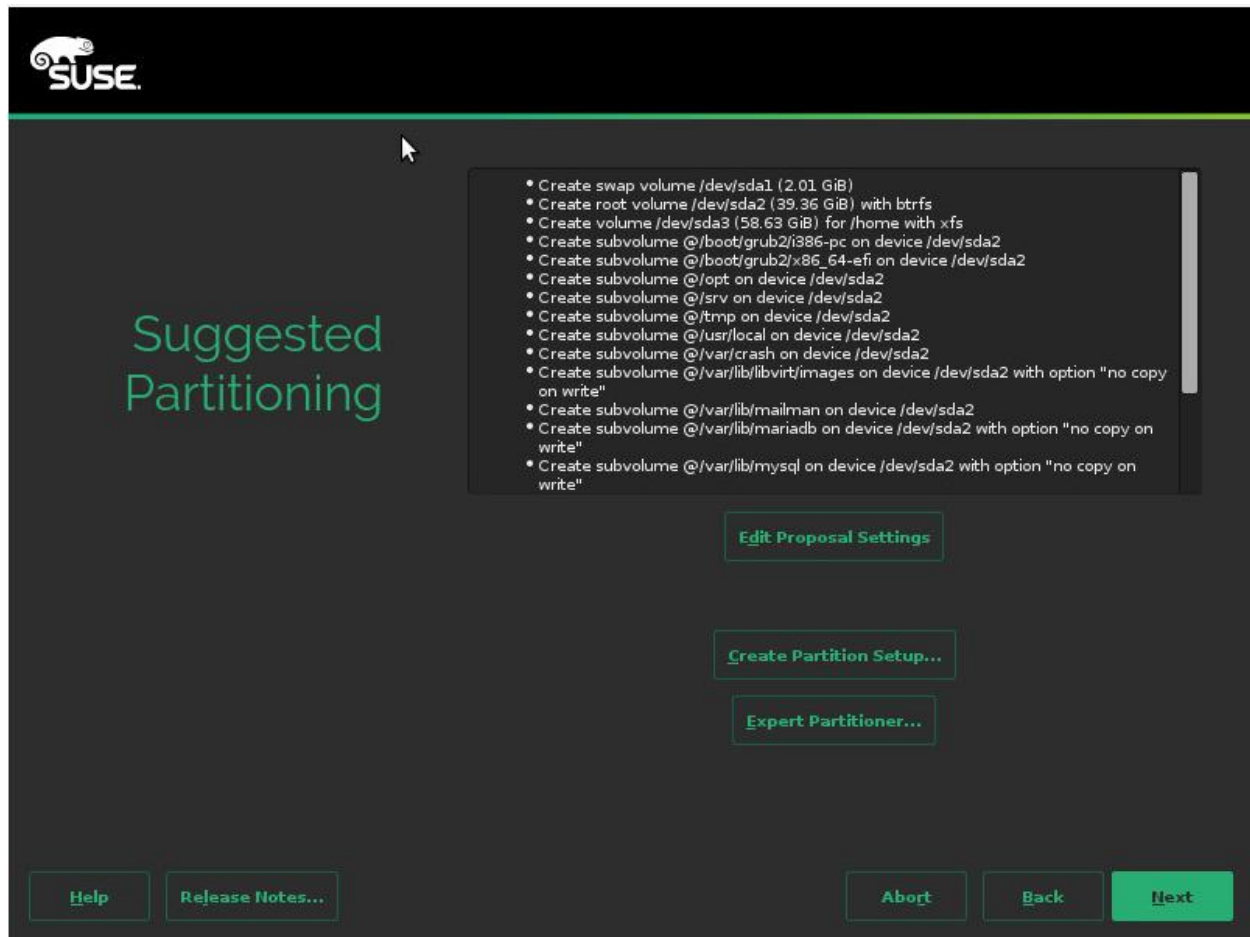 SUSE.
• Create swap volume /dev/sda1 (2.01 GiB)
• Create root volume /dev/sda2 (39.36 GiB) with btrfs
• Create volume /dev/sda3 (58.63 GiB) for /home with xfs
• Create subvolume @/boot/grub2/i386-pc on device /dev/sda2
• Create subvolume @/boot/grub2/x86_64-efi on device /dev/sda2
• Create subvolume @/opt on device /dev/sda2
• Create subvolume @/srv on device /dev/sda2
• Create subvolume @/tmp on device /dev/sda2
• Create subvolume @/usr/local on device /dev/sda2
• Create subvolume @/var/crash on device /dev/sda2
• Create subvolume @/var/lib/libvirt/images on device /dev/sda2 with option "no copy
on write"
• Create subvolume @/var/lib/mailman on device /dev/sda2
• Create subvolume @/var/lib/mariadb on device /dev/sda2 with option "no copy on
write"
• Create subvolume @/var/lib/mysql on device /dev/sda2 with option "no copy on
write"
Suggested
Partitioning
Edit Proposal Settings
Create Partition Setup...
Expert Partitioner...
Help
Release Notes...
Abort
Back
Next